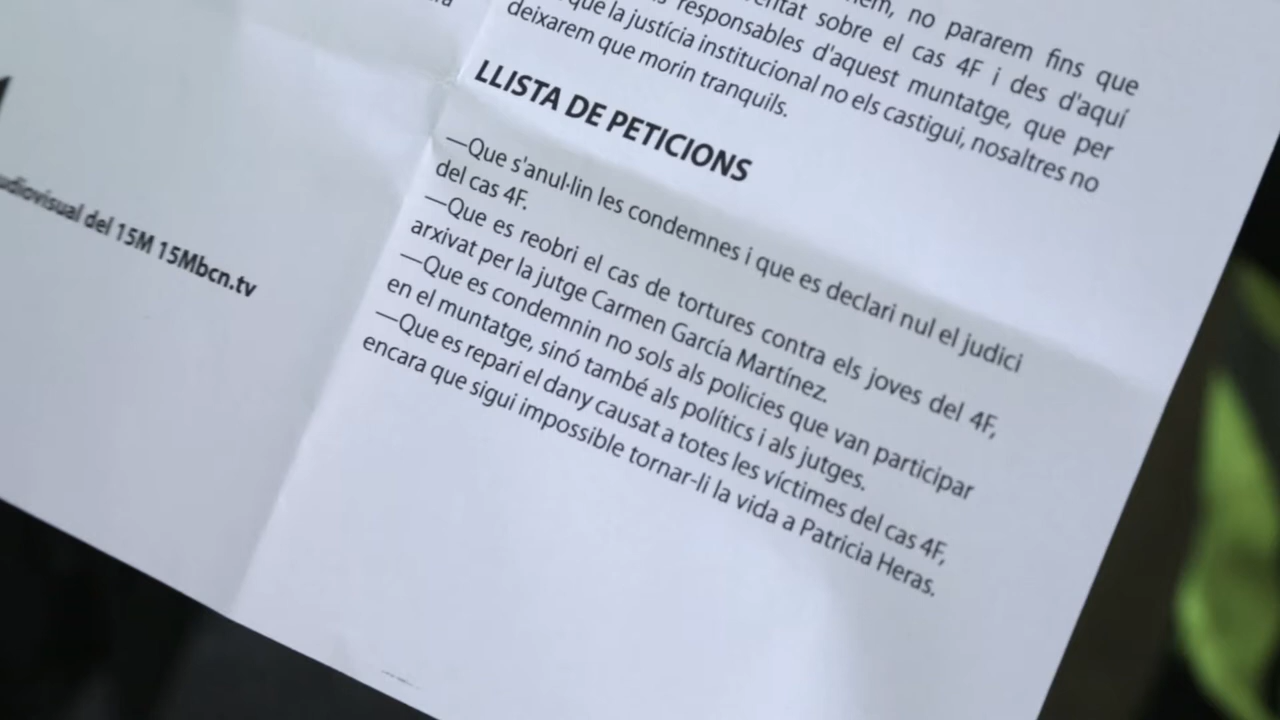 no pararem fins que
sobre el cas 4F i des d'aquí
responsables d'aquest muntatge, que per
que la justícia institucional no els castigui, nosaltres no
deixarem que morin tranquils.
LLISTA DE PETICIONS
—Que s'anul·lin les condemnes i que es declari nul el judici
del cas 4F.
—Que es reobri el cas de tortures contra els joves del 4F,
arxivat per la jutge Carmen García Martínez.
—Que es condemnin no sols als policies que van participar
en el muntatge, sinó també als polítics i als jutges.
—Que es repari el dany causat a totes les víctimes del cas 4F,
encara que sigui impossible tornar-li la vida a Patricia Heras.
del 15M 15Mbcn.tv